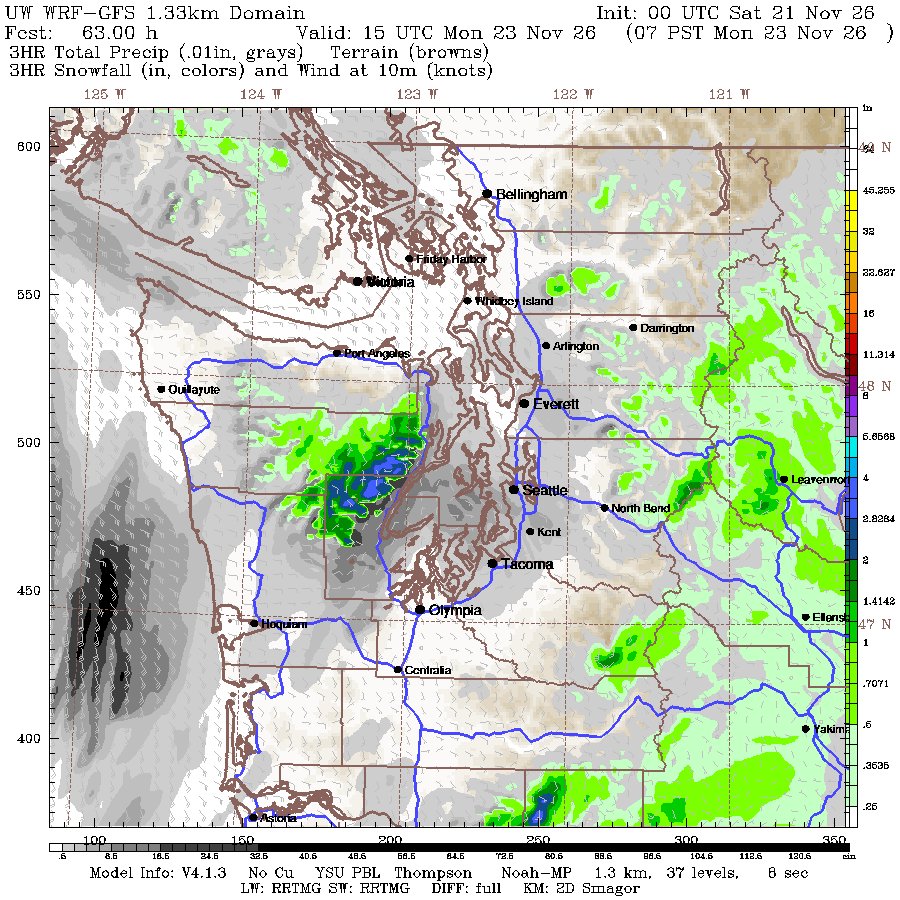 UW WRF-GFS 1.33km Domain Init: 00 UTC Sat 21 Nov 26
Fcst: 63.00 h Valid: 15 UTC Mon 23 Nov 26 (07 PST Mon 23 Nov 26 )
3HR Total Precip (.01in, grays) Terrain (browns)
3HR Snowfall (in, colors) and Wind at 10m (knots)
125 W 124 W 123 W 122 W 121 W
in
600
49 N
Bellingham
45.255
32
Friday Harbor
22.627
Victoria
550
Whidbey Island
16
Darrington
Arlington
Port Angeles
11.314
Quillayute
48 N
8
Everett
5.6568
500
Leavenwor
4
Seattle
North Bend
2.8284
Kent
Tacoma
2
450
1.4142
Olympia
Ellens
Hoquiam
47 N
1
Centralia
.7071
400
Yakima
.5
.3535
Astoria
.25
100 150 200 250 300 350
.5 8.5 16.5 24.5 32.5 40.5 48.5 56.5 64.5 72.5 80.5 88.5 96.5 104.5 112.5 120.5 cin
Model Info: V4.1.3 No Cu YSU PBL Thompson Noah-MP 1.3 km, 37 levels, 8 sec
LW: RRTMG SW: RRTMG DIFF: full KM: 2D Smagor